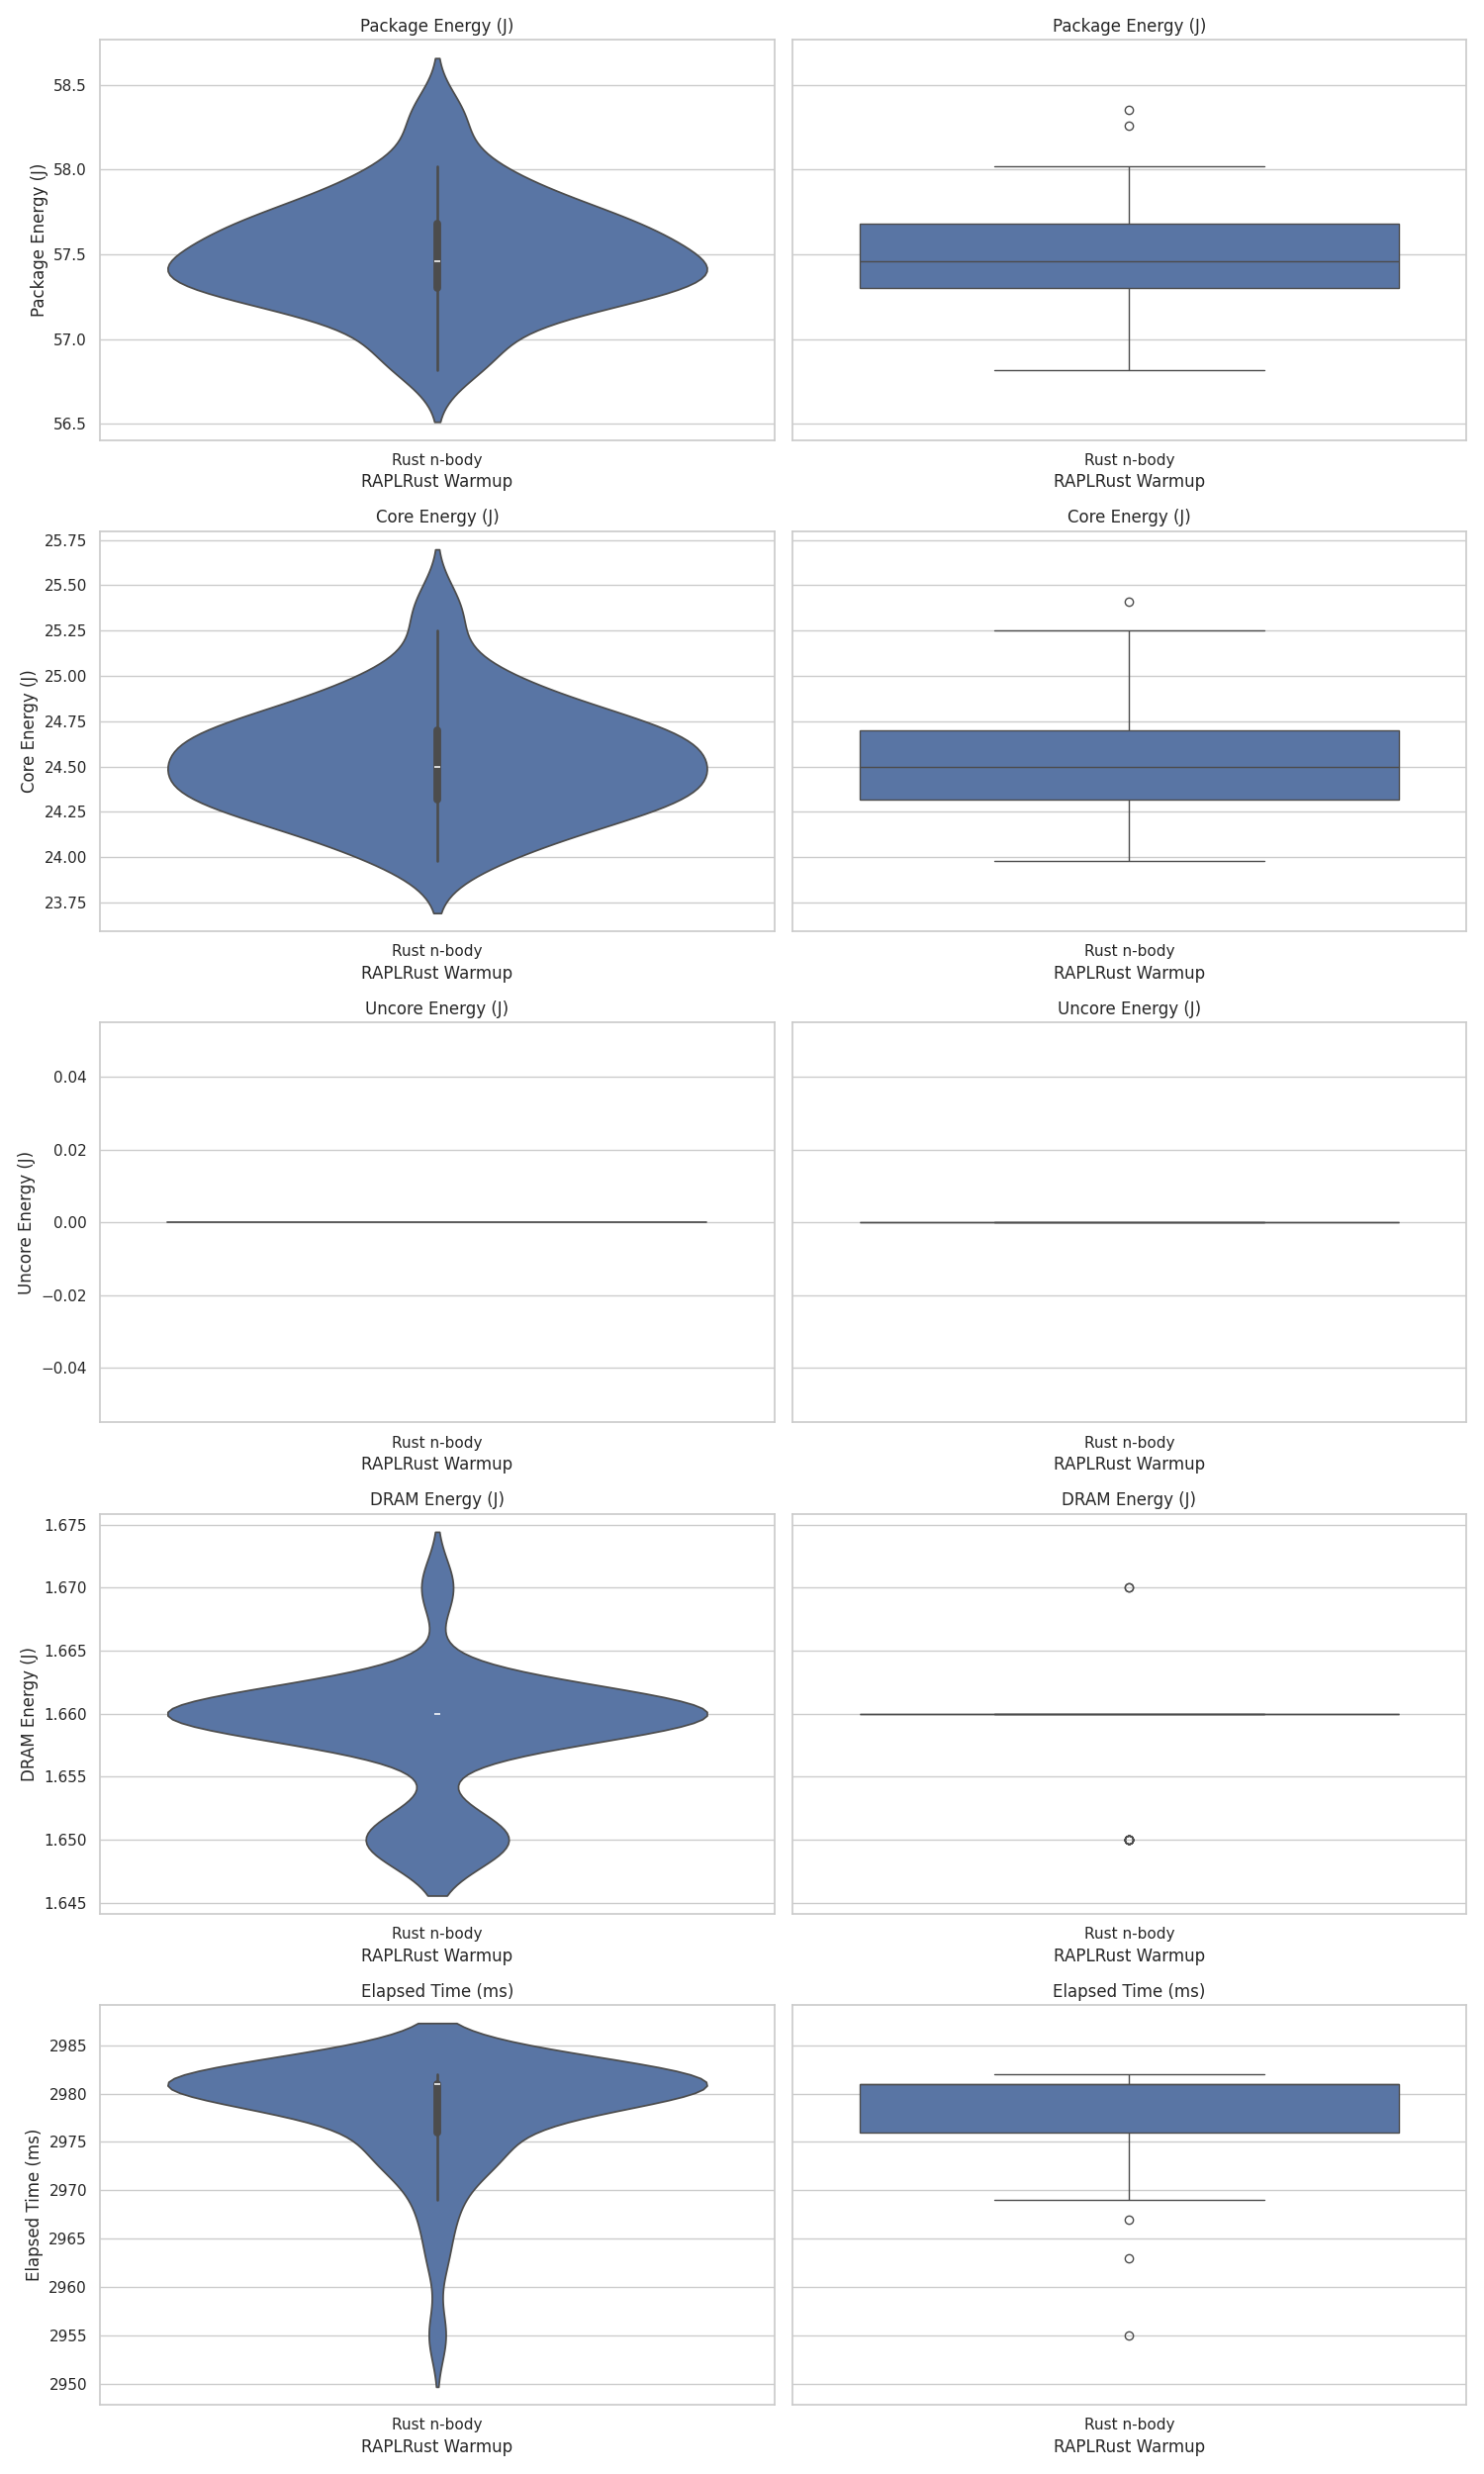 Package Energy (J)
Package Energy (J)
Package Energy (J)
58.5
58.0
57.5
57.0
56.5
Rust n-body
RAPLRust Warmup
Rust n-body
RAPLRust Warmup
Core Energy (J)
Core Energy (J)
Core Energy (J)
25.75
25.50
25.25
25.00
24.75
24.50
24.25
24.00
23.75
Rust n-body
RAPLRust Warmup
Rust n-body
RAPLRust Warmup
Uncore Energy (J)
Uncore Energy (J)
Uncore Energy (J)
0.04
0.02
0.00
−0.02
−0.04
Rust n-body
RAPLRust Warmup
Rust n-body
RAPLRust Warmup
DRAM Energy (J)
DRAM Energy (J)
DRAM Energy (J)
1.675
1.670
1.665
1.660
1.655
1.650
1.645
Rust n-body
RAPLRust Warmup
Rust n-body
RAPLRust Warmup
Elapsed Time (ms)
Elapsed Time (ms)
Elapsed Time (ms)
2985
2980
2975
2970
2965
2960
2955
2950
Rust n-body
RAPLRust Warmup
Rust n-body
RAPLRust Warmup